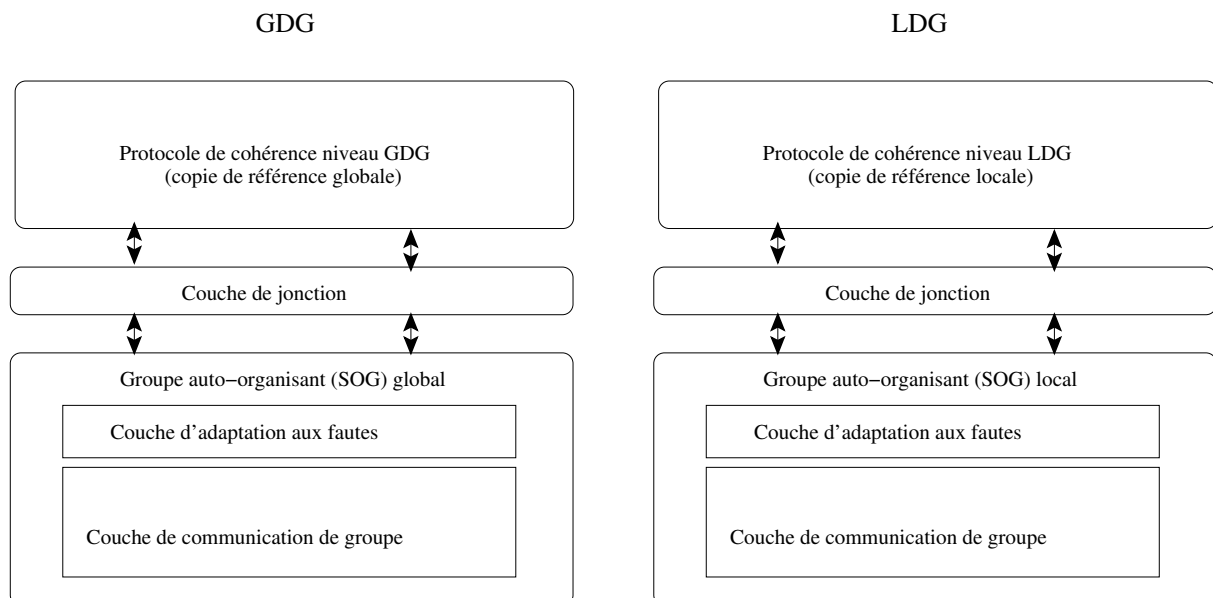 GDG
Protocole de cohérence niveau GDG
(copie de référence globale)
Couche de jonction
Groupe auto−organisant (SOG) global
Couche d'adaptation aux fautes
Couche de communication de groupe
LDG
Protocole de cohérence niveau LDG
(copie de référence locale)
Couche de jonction
Groupe auto−organisant (SOG) local
Couche d'adaptation aux fautes
Couche de communication de groupe